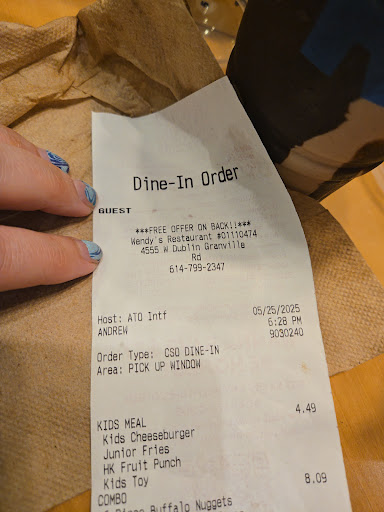 Dine-In Order
GUEST
***FREE OFFER ON BACK!!***
Wendy's Restaurant #01110474
4555 W Dublin Granville
Rd
614-799-2347
Host: ATO Intf 05/25/2025
ANDREW 6:28 PM
9030240
Order Type: CSO DINE-IN
Area: PICK UP WINDOW
KIDS MEAL 4.49
Kids Cheeseburger
Junior Fries
HK Fruit Punch
Kids Toy
COMBO 8.09
Buffalo Nuggets